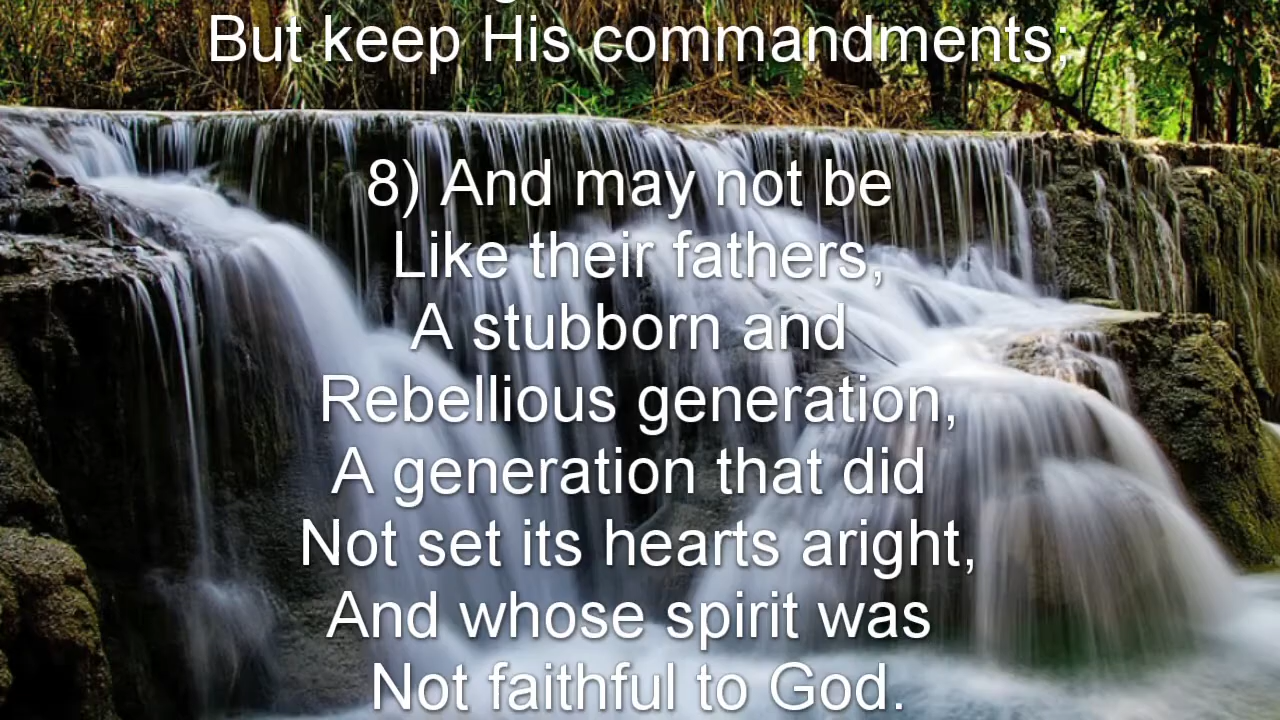 But keep His commandments;
8) And may not be
Like their fathers,
A stubborn and
Rebellious generation,
A generation that did
Not set its hearts aright,
And whose spirit was
Not faithful to God.